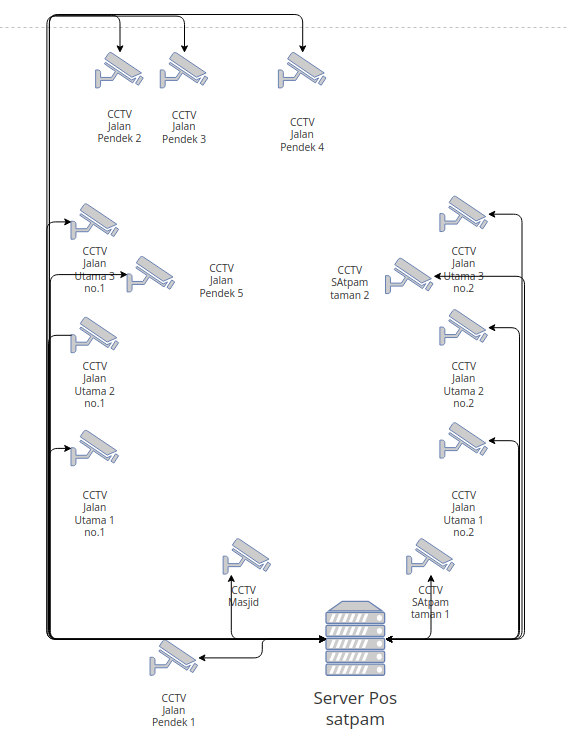 CCTV
Jalan
Pendek 2
CCTV
Jalan
Pendek 3
CCTV
Jalan
Pendek 4
CCTV
Jalan
Utama 3
no.1
CCTV
Jalan
Pendek 5
CCTV
SAtpam
taman 2
CCTV
Jalan
Utama 3
no.2
CCTV
Jalan
Utama 2
no.1
CCTV
Jalan
Utama 2
no.2
CCTV
Jalan
Utama 1
no.1
CCTV
Jalan
Utama 1
no.2
CCTV
Masjid
CCTV
SAtpam
taman 1
CCTV
Jalan
Pendek 1
Server Pos
satpam